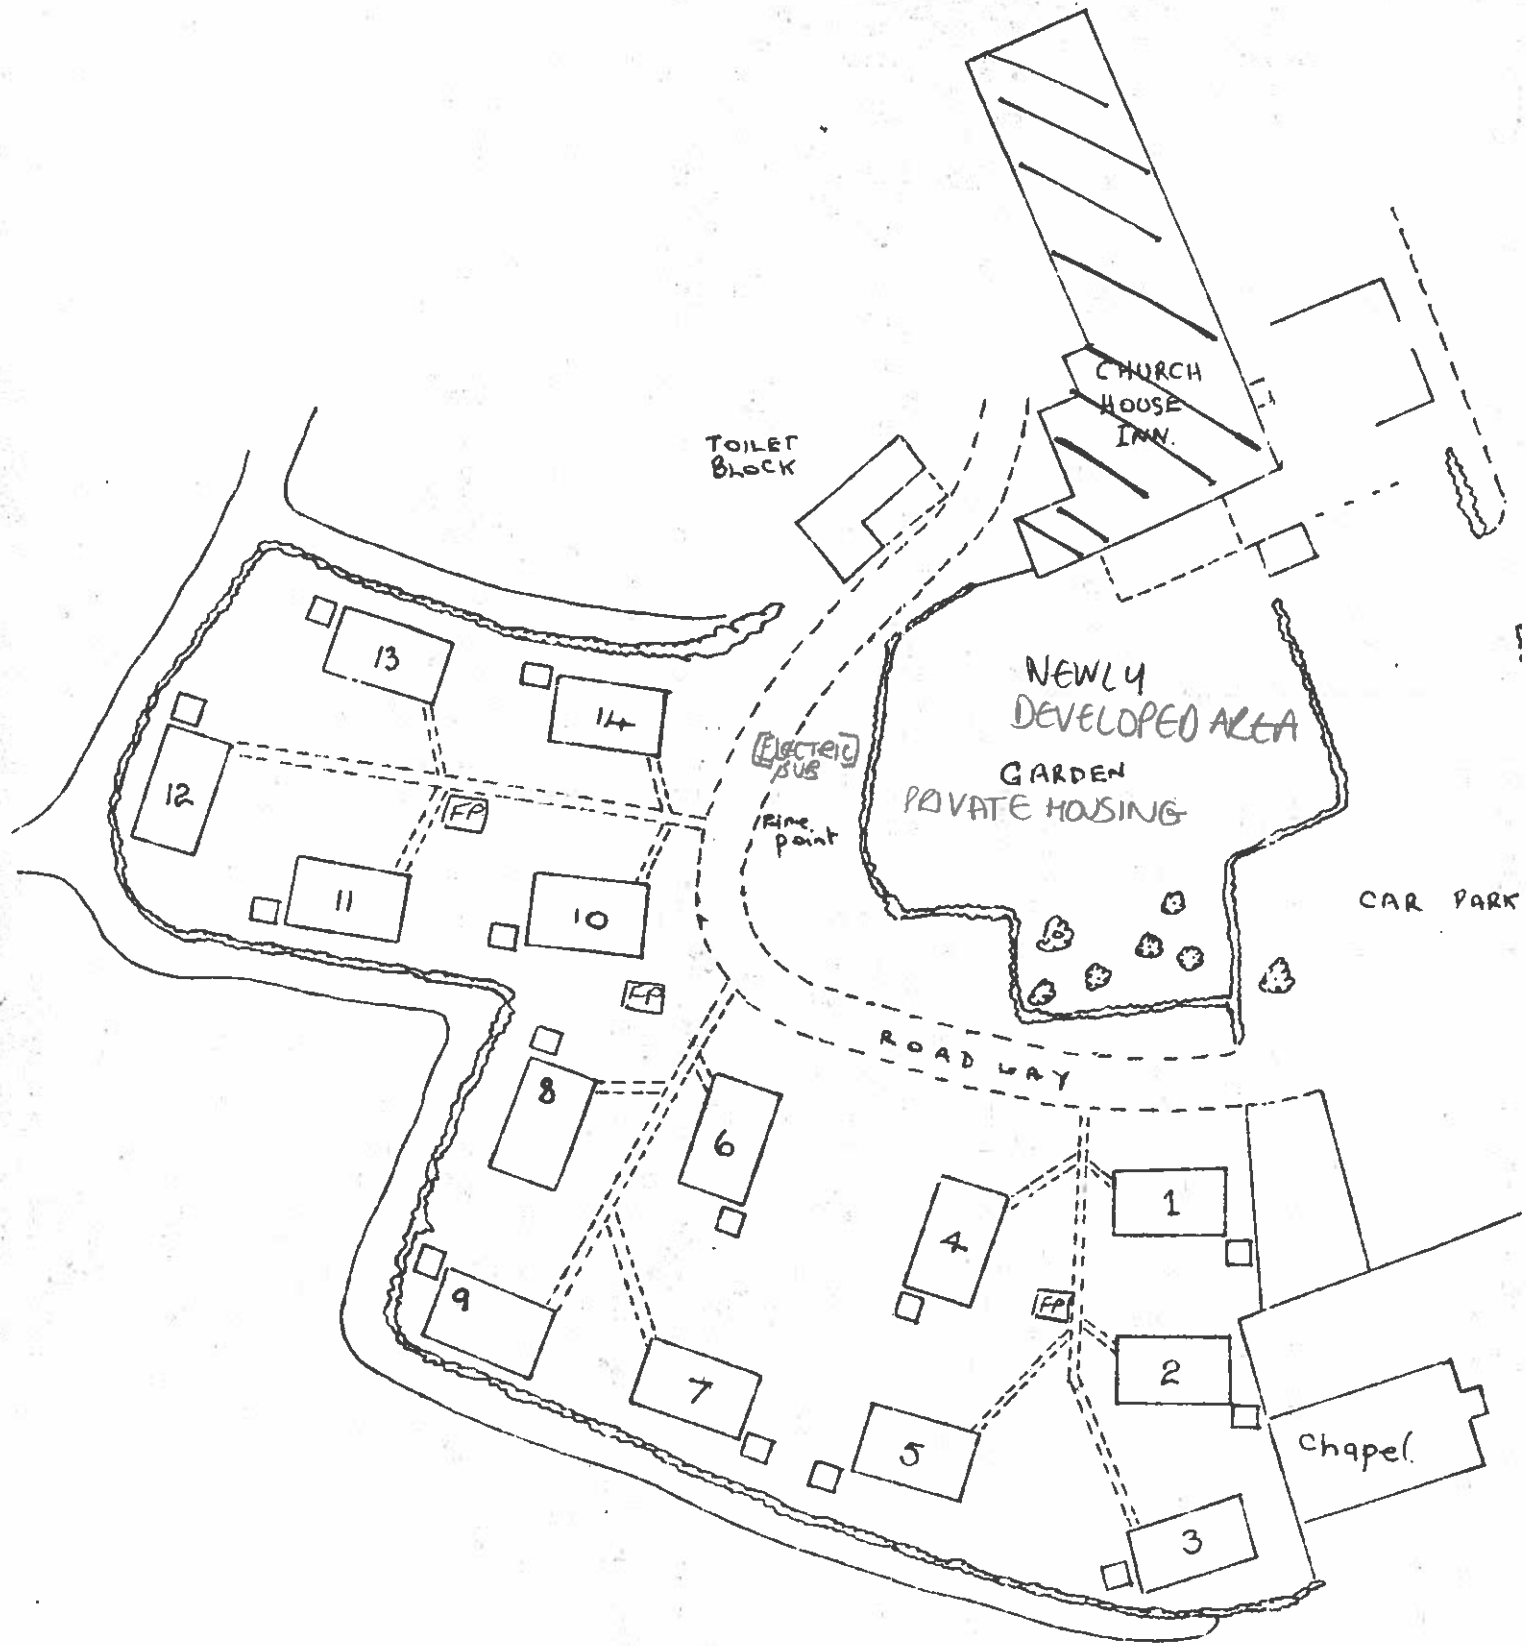 CHURCH
HOUSE
INN.
TOILET
BLOCK
13
14
12
11
10
FP
ELECTRIC
SUB
Fire
point
NEWLY
DEVELOPED AREA
GARDEN
PRIVATE HOUSING
CAR PARK
FP
ROAD WAY
8
6
9
7
4
1
FP
2
5
3
Chapel.